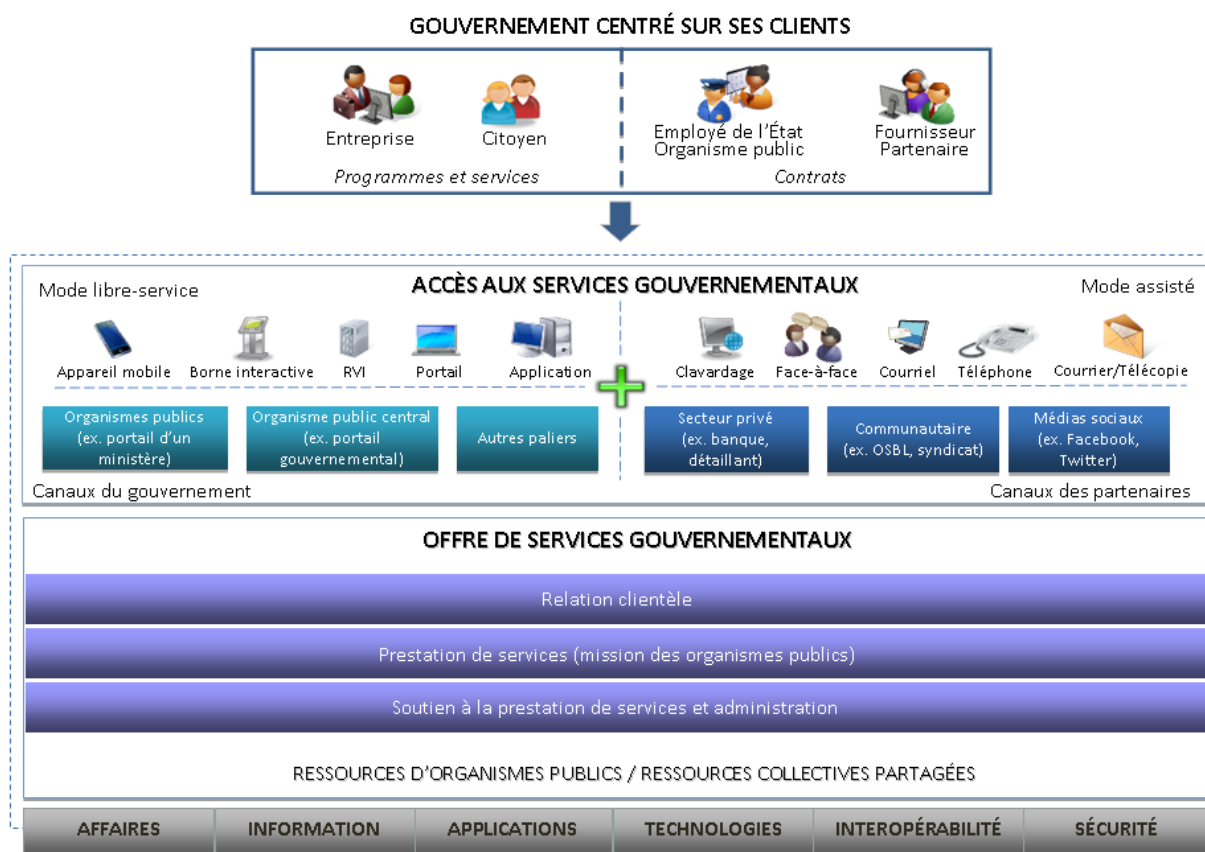 GOUVERNEMENT CENTRÉ SUR SES CLIENTS
Entreprise
Citoyen
Programmes et services
Employé de l'État
Organisme public
Fournisseur
Partenaire
Contrats
ACCÈS AUX SERVICES GOUVERNEMENTAUX
Mode libre-service
Mode assisté
Appareil mobile
Borne interactive
RVI
Portail
Application
Clavardage
Face-à-face
Courriel
Téléphone
Courrier/Télécopie
Organismes publics
(ex. portail d'un
ministère)
Organisme public central
(ex. portail
gouvernemental)
Autres paliers
Secteur privé
(ex. banque,
détaillant)
Communautaire
(ex. OSBL, syndicat)
Médias sociaux
(ex. Facebook,
Twitter)
Canaux du gouvernement
Canaux des partenaires
OFFRE DE SERVICES GOUVERNEMENTAUX
Relation clientèle
Prestation de services (mission des organismes publics)
Soutien à la prestation de services et administration
RESSOURCES D'ORGANISMES PUBLICS / RESSOURCES COLLECTIVES PARTAGÉES
AFFAIRES
INFORMATION
APPLICATIONS
TECHNOLOGIES
INTEROPÉRABILITÉ
SÉCURITÉ